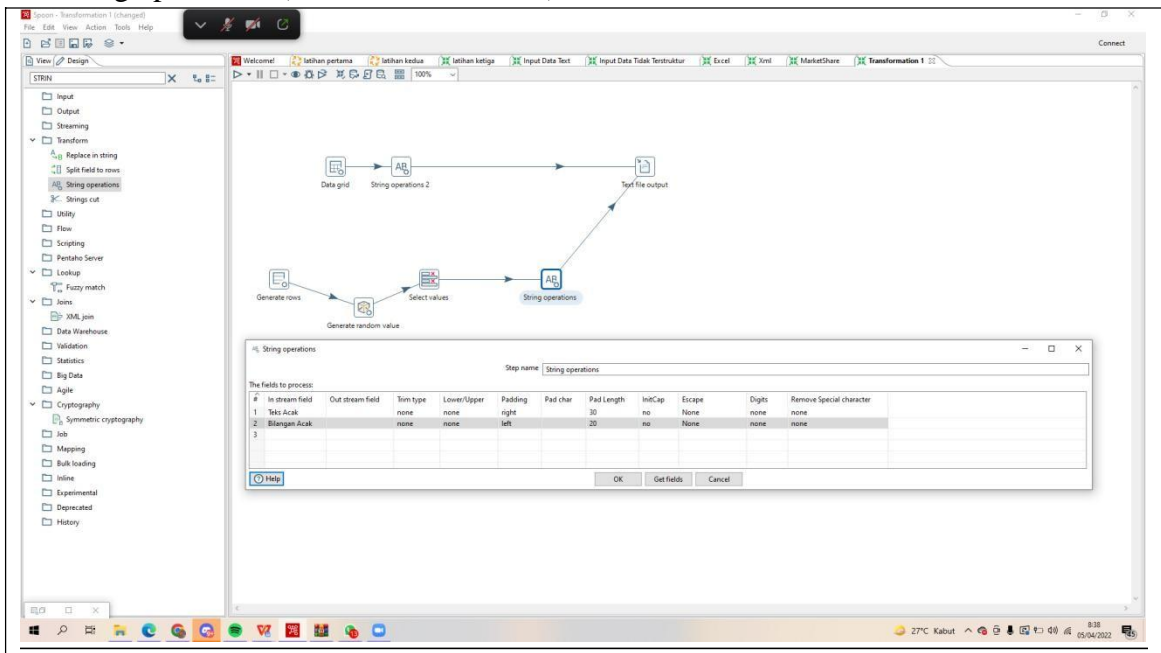 Spoon - Transformation 1 (changed)
File Edit View Action Tools Help
Connect
View Design
STRIN
Input
Output
Streaming
Transform
Replace in string
Split field to rows
String operations
Strings cut
Utility
Flow
Scripting
Pentaho Server
Lookup
Fuzzy match
Joins
XML join
Data Warehouse
Validation
Statistics
Big Data
Agile
Cryptography
Symmetric cryptography
Job
Mapping
Bulk loading
Inline
Experimental
Deprecated
History
Welcome! latihan pertama latihan kedua latihan ketiga Input Data Text Input Data Tidak Terstruktur Excel Xml MarketShare Transformation 1
100%
Data grid String operations 2 Text file output
Generate rows Select values String operations
Generate random value
String operations
Step name String operations
The fields to process:
# In stream field Out stream field Trim type Lower/Upper Padding Pad char Pad Length InitCap Escape Digits Remove Special character
1 Teks Acak none none right 30 no None none none
2 Bilangan Acak none none left 20 no None none none
3
Help OK Get fields Cancel
27°C Kabut 8:38
05/04/2022